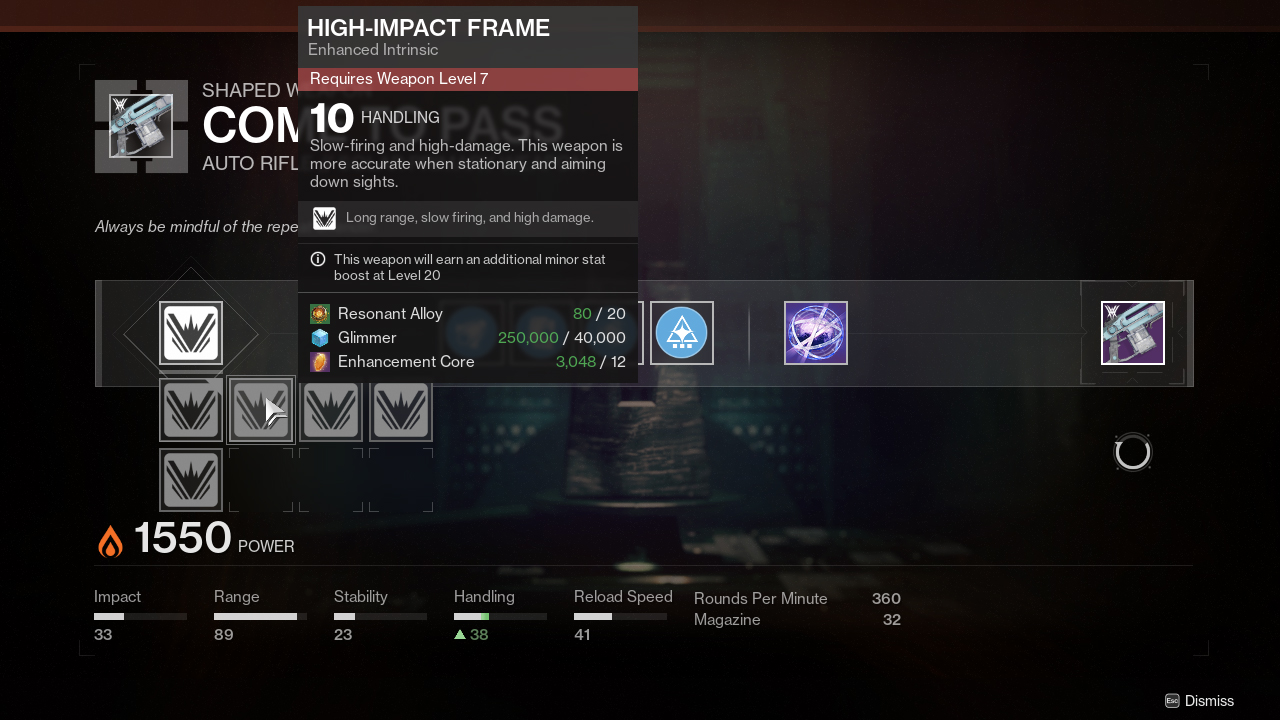 HIGH-IMPACT FRAME
Enhanced Intrinsic
Requires Weapon Level 7
10 HANDLING
Slow-firing and high-damage. This weapon is
more accurate when stationary and aiming
down sights.
Long range, slow firing, and high damage.
This weapon will earn an additional minor stat
boost at Level 20
Resonant Alloy 80 / 20
Glimmer 250,000 / 40,000
Enhancement Core 3,048 / 12
SHAPED
PASS
AUTO RIFL
Always be mindful of the repe
1550 POWER
Impact
33
Range
89
Stability
23
Handling
38
Reload Speed
41
Rounds Per Minute 360
Magazine 32
Esc Dismiss